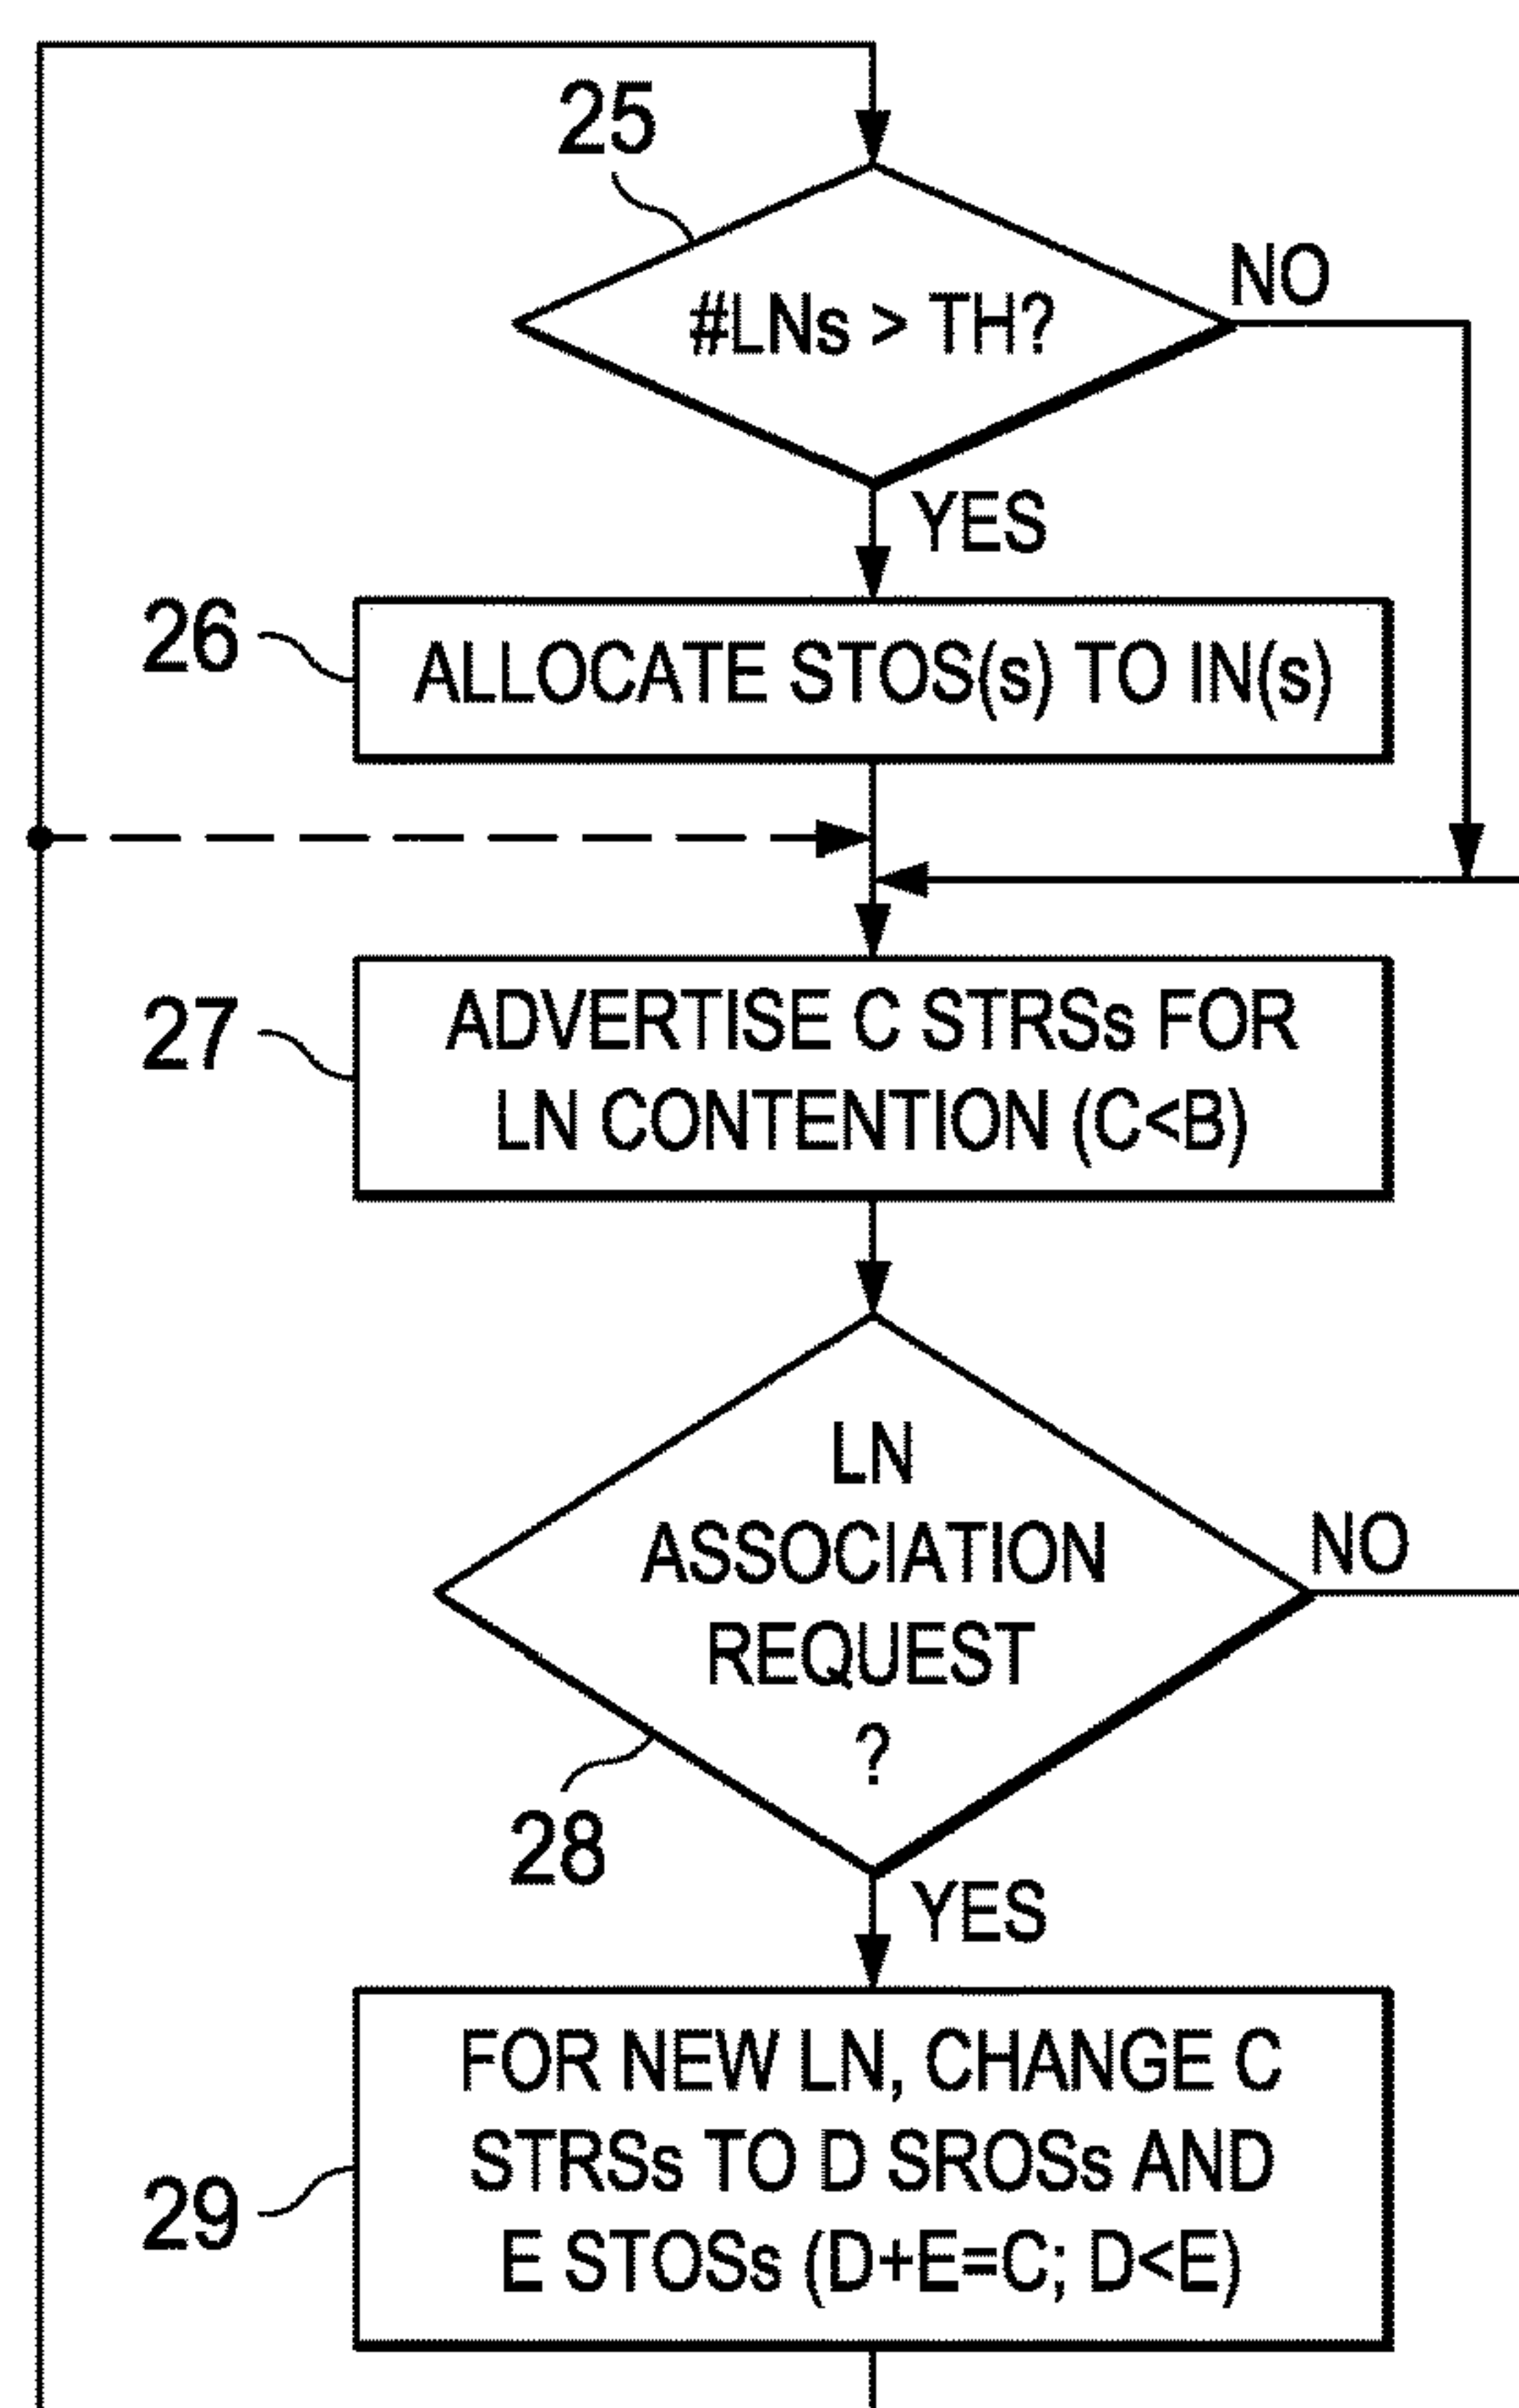 25
#LNs > TH?
NO
YES
26
ALLOCATE STOS(s) TO IN(s)
27
ADVERTISE C STRSs FOR
LN CONTENTION (C<B)
LN
ASSOCIATION
REQUEST
?
NO
28
YES
29
FOR NEW LN, CHANGE C
STRSs TO D SROSs AND
E STOSs (D+E=C; D<E)